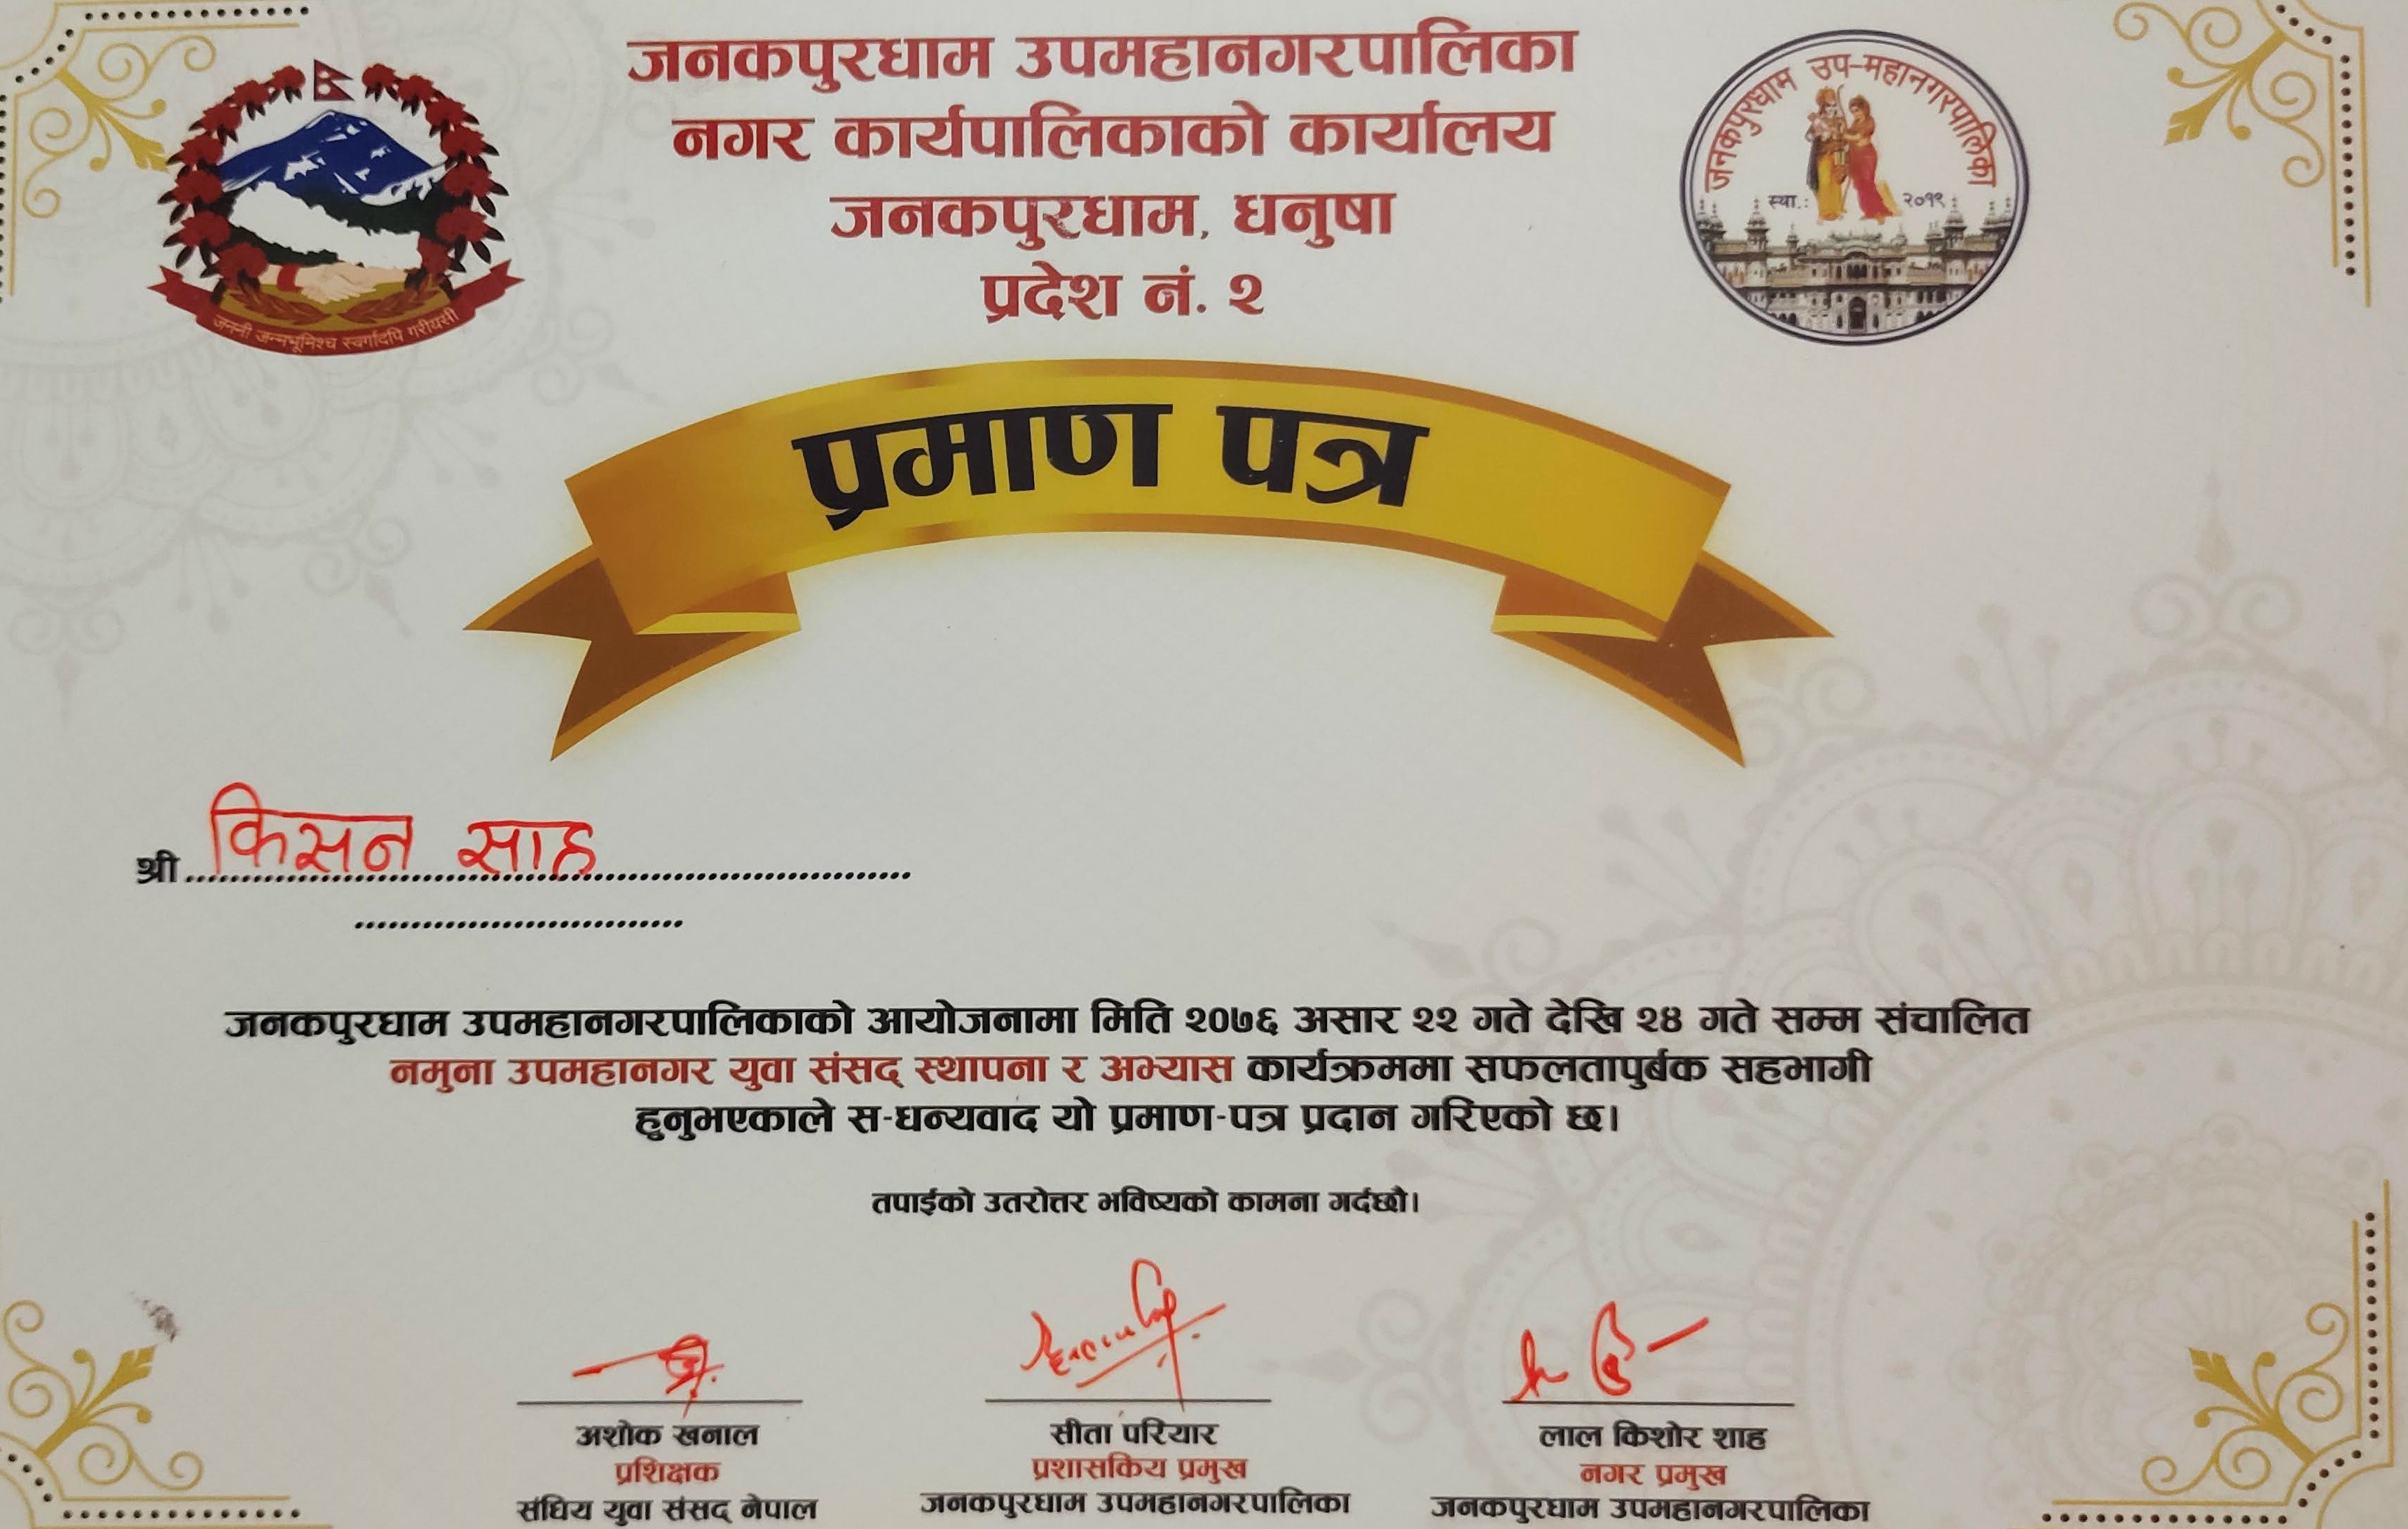 जनकपुरधाम उपमहानगरपालिका
नगर कार्यपालिकाको कार्यालय
जनकपुरधाम, धनुषा
प्रदेश नं. २
जननी जन्मभूमिश्च स्वर्गादपि गरीयसी
जनकपुरधाम उप-महानगरपालिका
स्था.: २०१९
प्रमाण पत्र
श्री किसन साह
जनकपुरधाम उपमहानगरपालिकाको आयोजनामा मिति २०७६ असार २२ गते देखि २४ गते सम्म संचालित
नमुना उपमहानगर युवा संसद् स्थापना र अभ्यास कार्यक्रममा सफलतापुर्बक सहभागी
हुनुभएकाले स-धन्यवाद यो प्रमाण-पत्र प्रदान गरिएको छ।
तपाईको उतरोत्तर भविष्यको कामना गर्दछौ।
अशोक खनाल
प्रशिक्षक
संघिय युवा संसद् नेपाल
सीता परियार
प्रशासकिय प्रमुख
जनकपुरधाम उपमहानगरपालिका
लाल किशोर शाह
नगर प्रमुख
जनकपुरधाम उपमहानगरपालिका